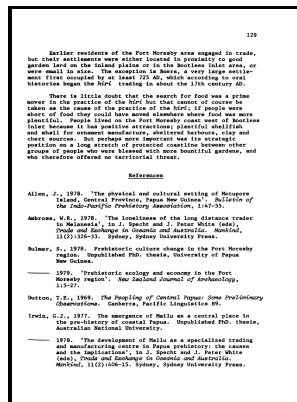 129
Earlier residents of the Port Moresby area engaged in trade,
but their settlements were either located in proximity to good
garden land on the inland plains or in the Bootless Inlet area, or
were small in size. The exception is Boera, a very large settle-
ment first occupied by at least 725 AD, which according to oral
histories began the hiri trading in about the 17th century AD.
There is little doubt that the search for food was a prime
mover in the practice of the hiri but that cannot of course be
taken as the cause of the practice of the hiri; if people were
short of food they could have moved elsewhere where food was more
plentiful. People lived on the Port Moresby coast west of Bootless
Inlet because it has positive attractions; plentiful shellfish
and shell for ornament manufacture, sheltered harbours, clay and
chert sources. But perhaps more important was its strategic
position on a long stretch of protected coastline between other
groups of people who were blessed with more bountiful gardens, and
who therefore offered no territorial threat.
References
Allen, J., 1978. 'The physical and cultural setting of Motupore
Island, Central Province, Papua New Guinea'. Bulletin of
the Indo-Pacific Prehistory Association, 1:47-55.
Ambrose, W.R., 1978. 'The loneliness of the long distance trader
in Melanesia', in J. Specht and J. Peter White (eds),
Trade and Exchange in Oceania and Australia. Mankind,
11(2):326-33. Sydney, Sydney University Press.
Bulmer, S., 1978. Prehistoric culture change in the Port Moresby
region. Unpublished PhD. thesis, University of Papua
New Guinea.
1979. 'Prehistoric ecology and economy in the Port
Moresby region'. New Zealand Journal of Archaeology,
1:5-27.
Dutton, T.E., 1969. The Peopling of Central Papua: Some Preliminary
Observations. Canberra, Pacific Linguistics B9.
Irwin, G.J., 1977. The emergence of Mailu as a central place in
the pre-history of coastal Papua. Unpublished PhD. thesis,
Australian National University.
1978. 'The development of Mailu as a specialized trading
and manufacturing centre in Papuan prehistory: the causes
and the implications', in J. Specht and J. Peter White
(eds), Trade and Exchange in Oceania and Australia.
Mankind, 11(2):406-15. Sydney, Sydney University Press.